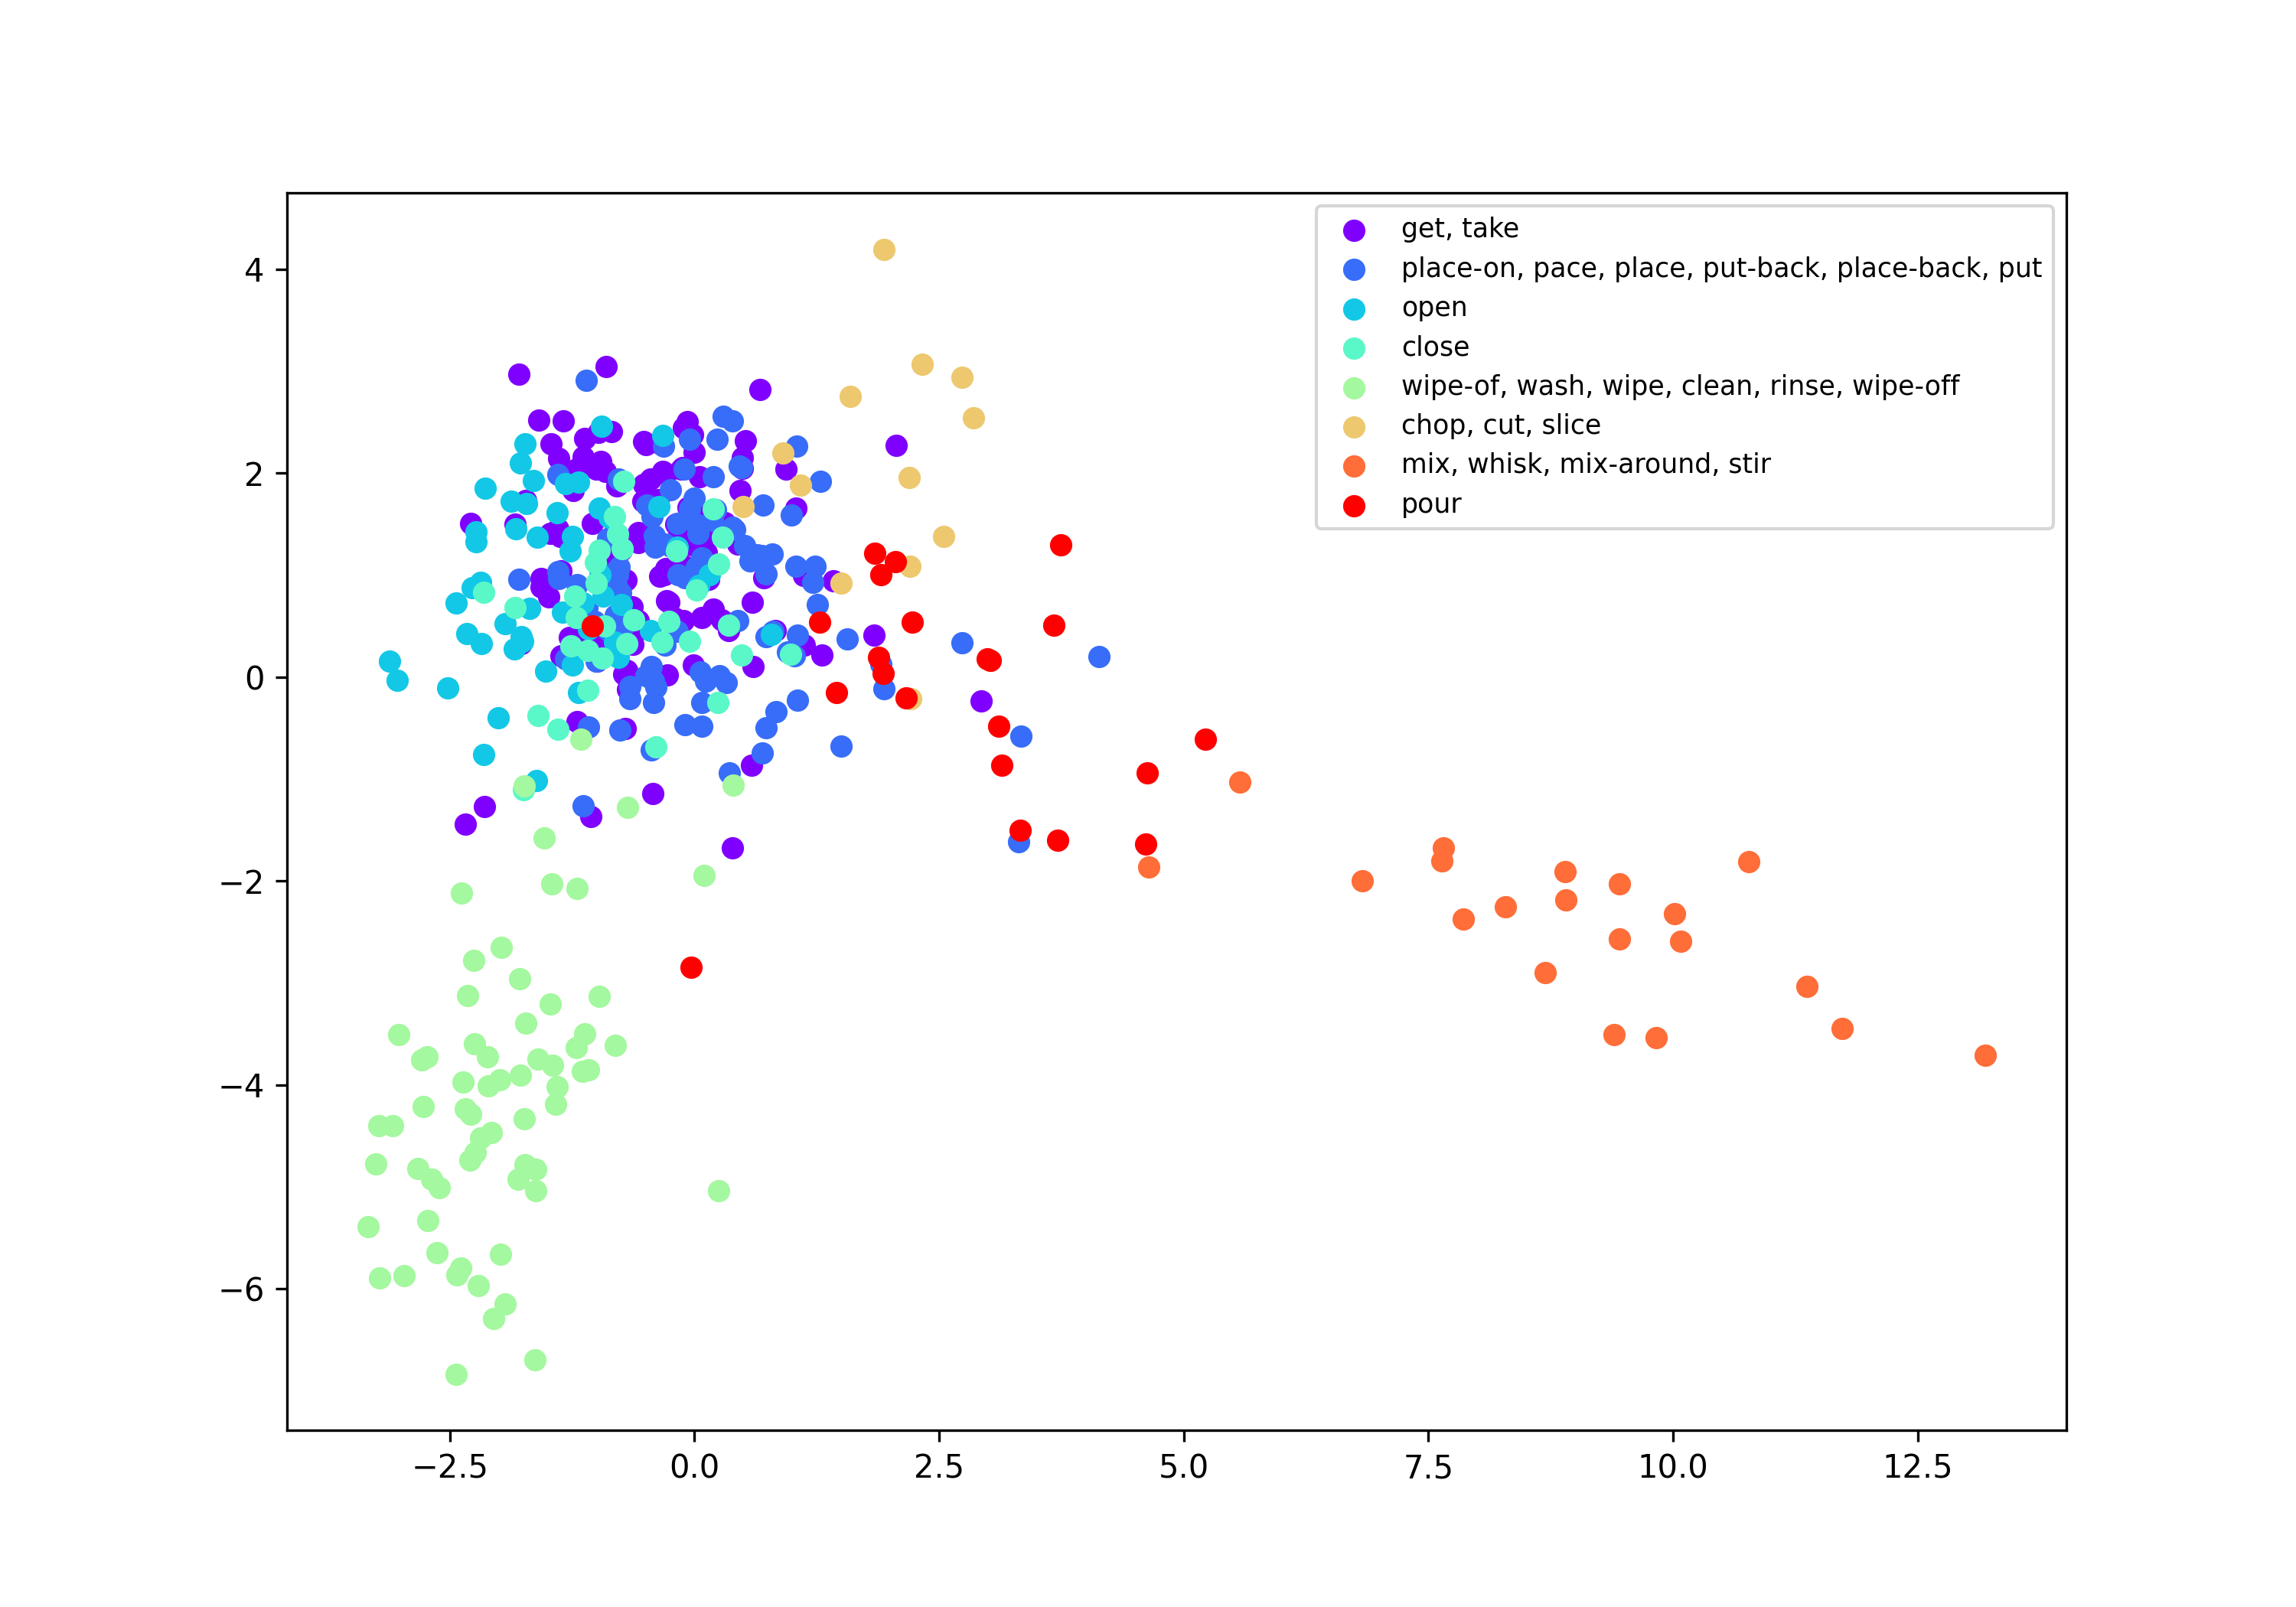 get, take
place-on, pace, place, put-back, place-back, put
open
close
wipe-of, wash, wipe, clean, rinse, wipe-off
chop, cut, slice
mix, whisk, mix-around, stir
pour
4
2
0
−2
−4
−6
−2.5 0.0 2.5 5.0 7.5 10.0 12.5